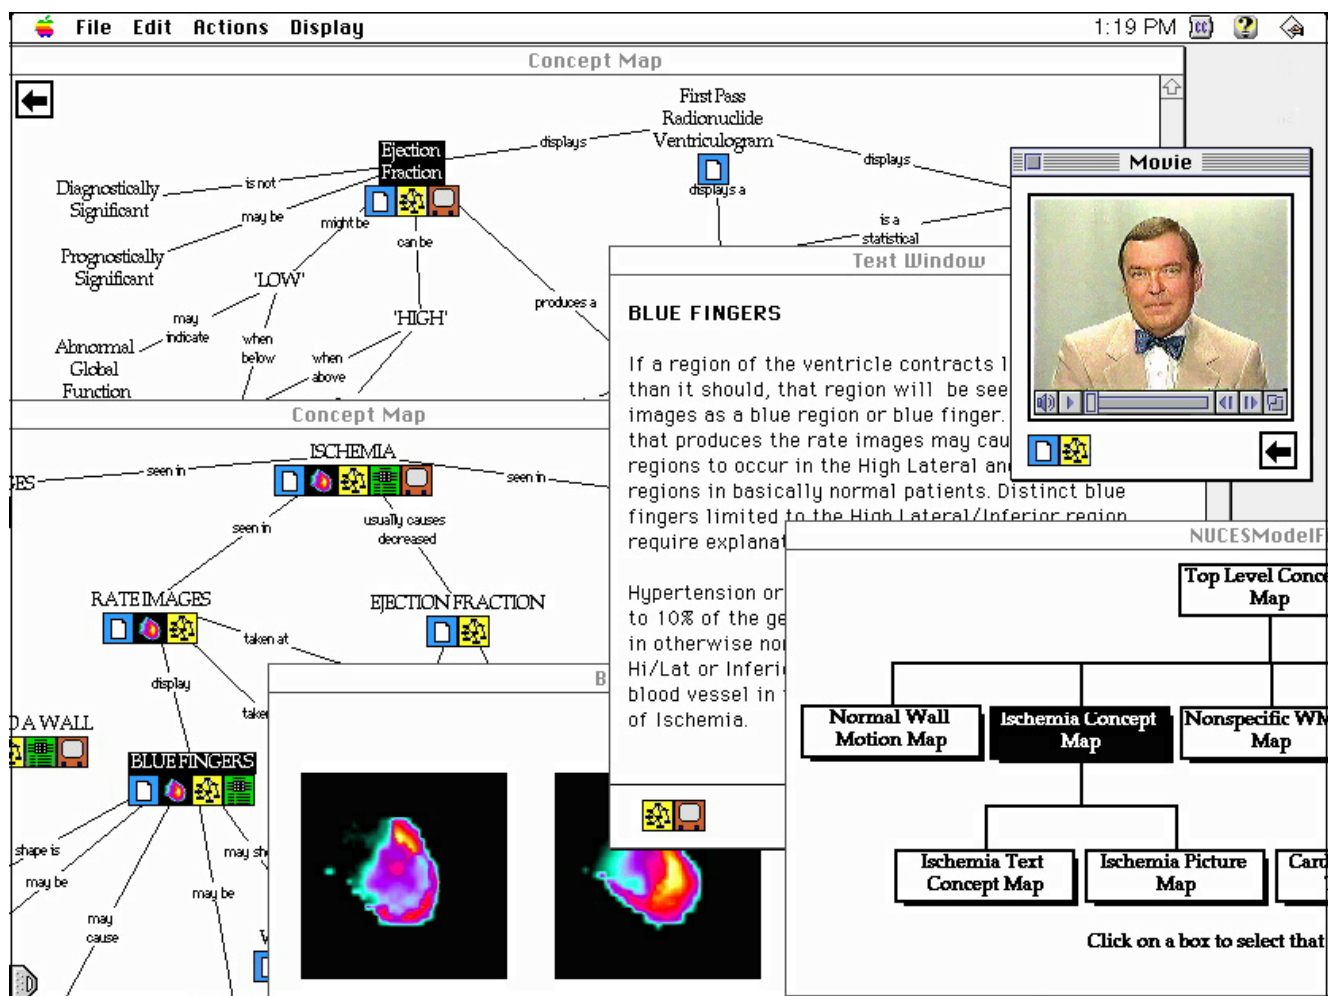 File Edit Actions Display
1:19 PM
Concept Map
First Pass
Radionuclide
Ventriculogram
displays
displays
displays a
Ejection
Fraction
is not
Diagnostically
Significant
may be
Prognostically
Significant
might be
can be
is a
statistical
'LOW'
'HIGH'
produces a
may
indicate
when
below
when
above
Abnormal
Global
Function
Movie
Text Window
BLUE FINGERS
If a region of the ventricle contracts l
than it should, that region will be see
images as a blue region or blue finger.
that produces the rate images may cau
regions to occur in the High Lateral an
regions in basically normal patients. Distinct blue
fingers limited to the High Lateral/Inferior region
require explanat
Hypertension or
to 10% of the ge
in otherwise no
Hi/Lat or Inferi
blood vessel in
of Ischemia.
Concept Map
ISCHEMIA
seen in
seen in
GES
seen in
usually causes
decreased
RATE IMAGES
EJECTION FRACTION
taken at
display
take
D A WALL
BLUE FINGERS
shape is
may be
may sh
may be
may
cause
V
B
NUCESModelF
Top Level Conce
Map
Normal Wall
Motion Map
Ischemia Concept
Map
Nonspecific WM
Map
Ischemia Text
Concept Map
Ischemia Picture
Map
Card
Click on a box to select that